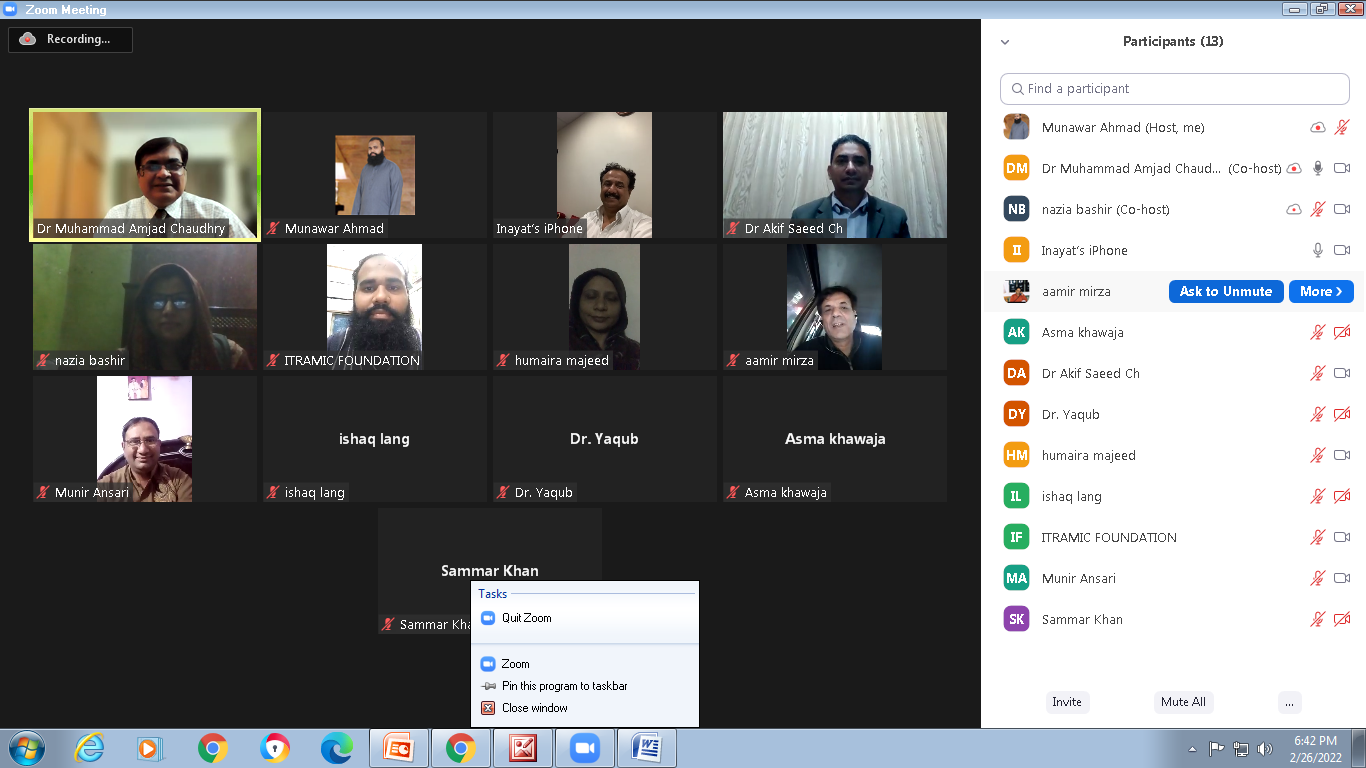 Zoom Meeting
Recording...
Dr Muhammad Amjad Chaudhry
Munawar Ahmad
Inayat's iPhone
Dr Akif Saeed Ch
nazia bashir
ITRAMIC FOUNDATION
humaira majeed
aamir mirza
Munir Ansari
ishaq lang
ishaq lang
Dr. Yaqub
Dr. Yaqub
Asma khawaja
Asma khawaja
Sammar Khan
Sammar Kha
Tasks
Quit Zoom
Zoom
Pin this program to taskbar
Close window
Participants (13)
Find a participant
Munawar Ahmad (Host, me)
DM Dr Muhammad Amjad Chaud... (Co-host)
NB nazia bashir (Co-host)
II Inayat's iPhone
aamir mirza Ask to Unmute More
AK Asma khawaja
DA Dr Akif Saeed Ch
DY Dr. Yaqub
HM humaira majeed
IL ishaq lang
IF ITRAMIC FOUNDATION
MA Munir Ansari
SK Sammar Khan
Invite Mute All ...
6:42 PM
2/26/2022